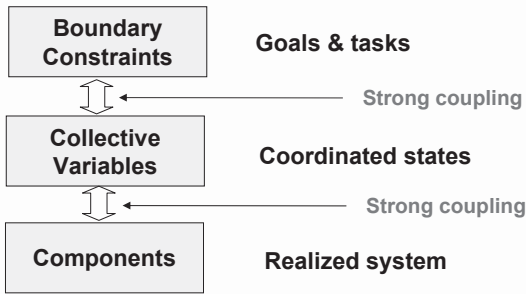 Boundary
Constraints
Goals & tasks
Strong coupling
Collective
Variables
Coordinated states
Strong coupling
Components
Realized system